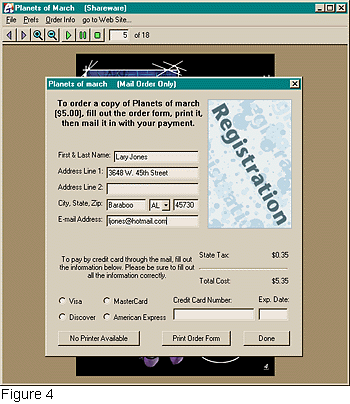 Planets of March (Shareware)
File Prefs Order Info go to Web Site...
5 of 18
Planets of march (Mail Order Only)
To order a copy of Planets of march
($5.00), fill out the order form, print it,
then mail it in with your payment.
Registration
First & Last Name: Lary Jones
Address Line 1: 3648 W. 45th Street
Address Line 2:
City, State, Zip: Baraboo AL 45730
E-mail Address: ljones@hotmail.com
To pay by credit card through the mail, fill out
the information below. Please be sure to fill out
all the information correctly.
State Tax: $0.35
Total Cost: $5.35
Visa MasterCard Credit Card Number: Exp. Date:
Discover American Express
No Printer Available Print Order Form Done
Figure 4